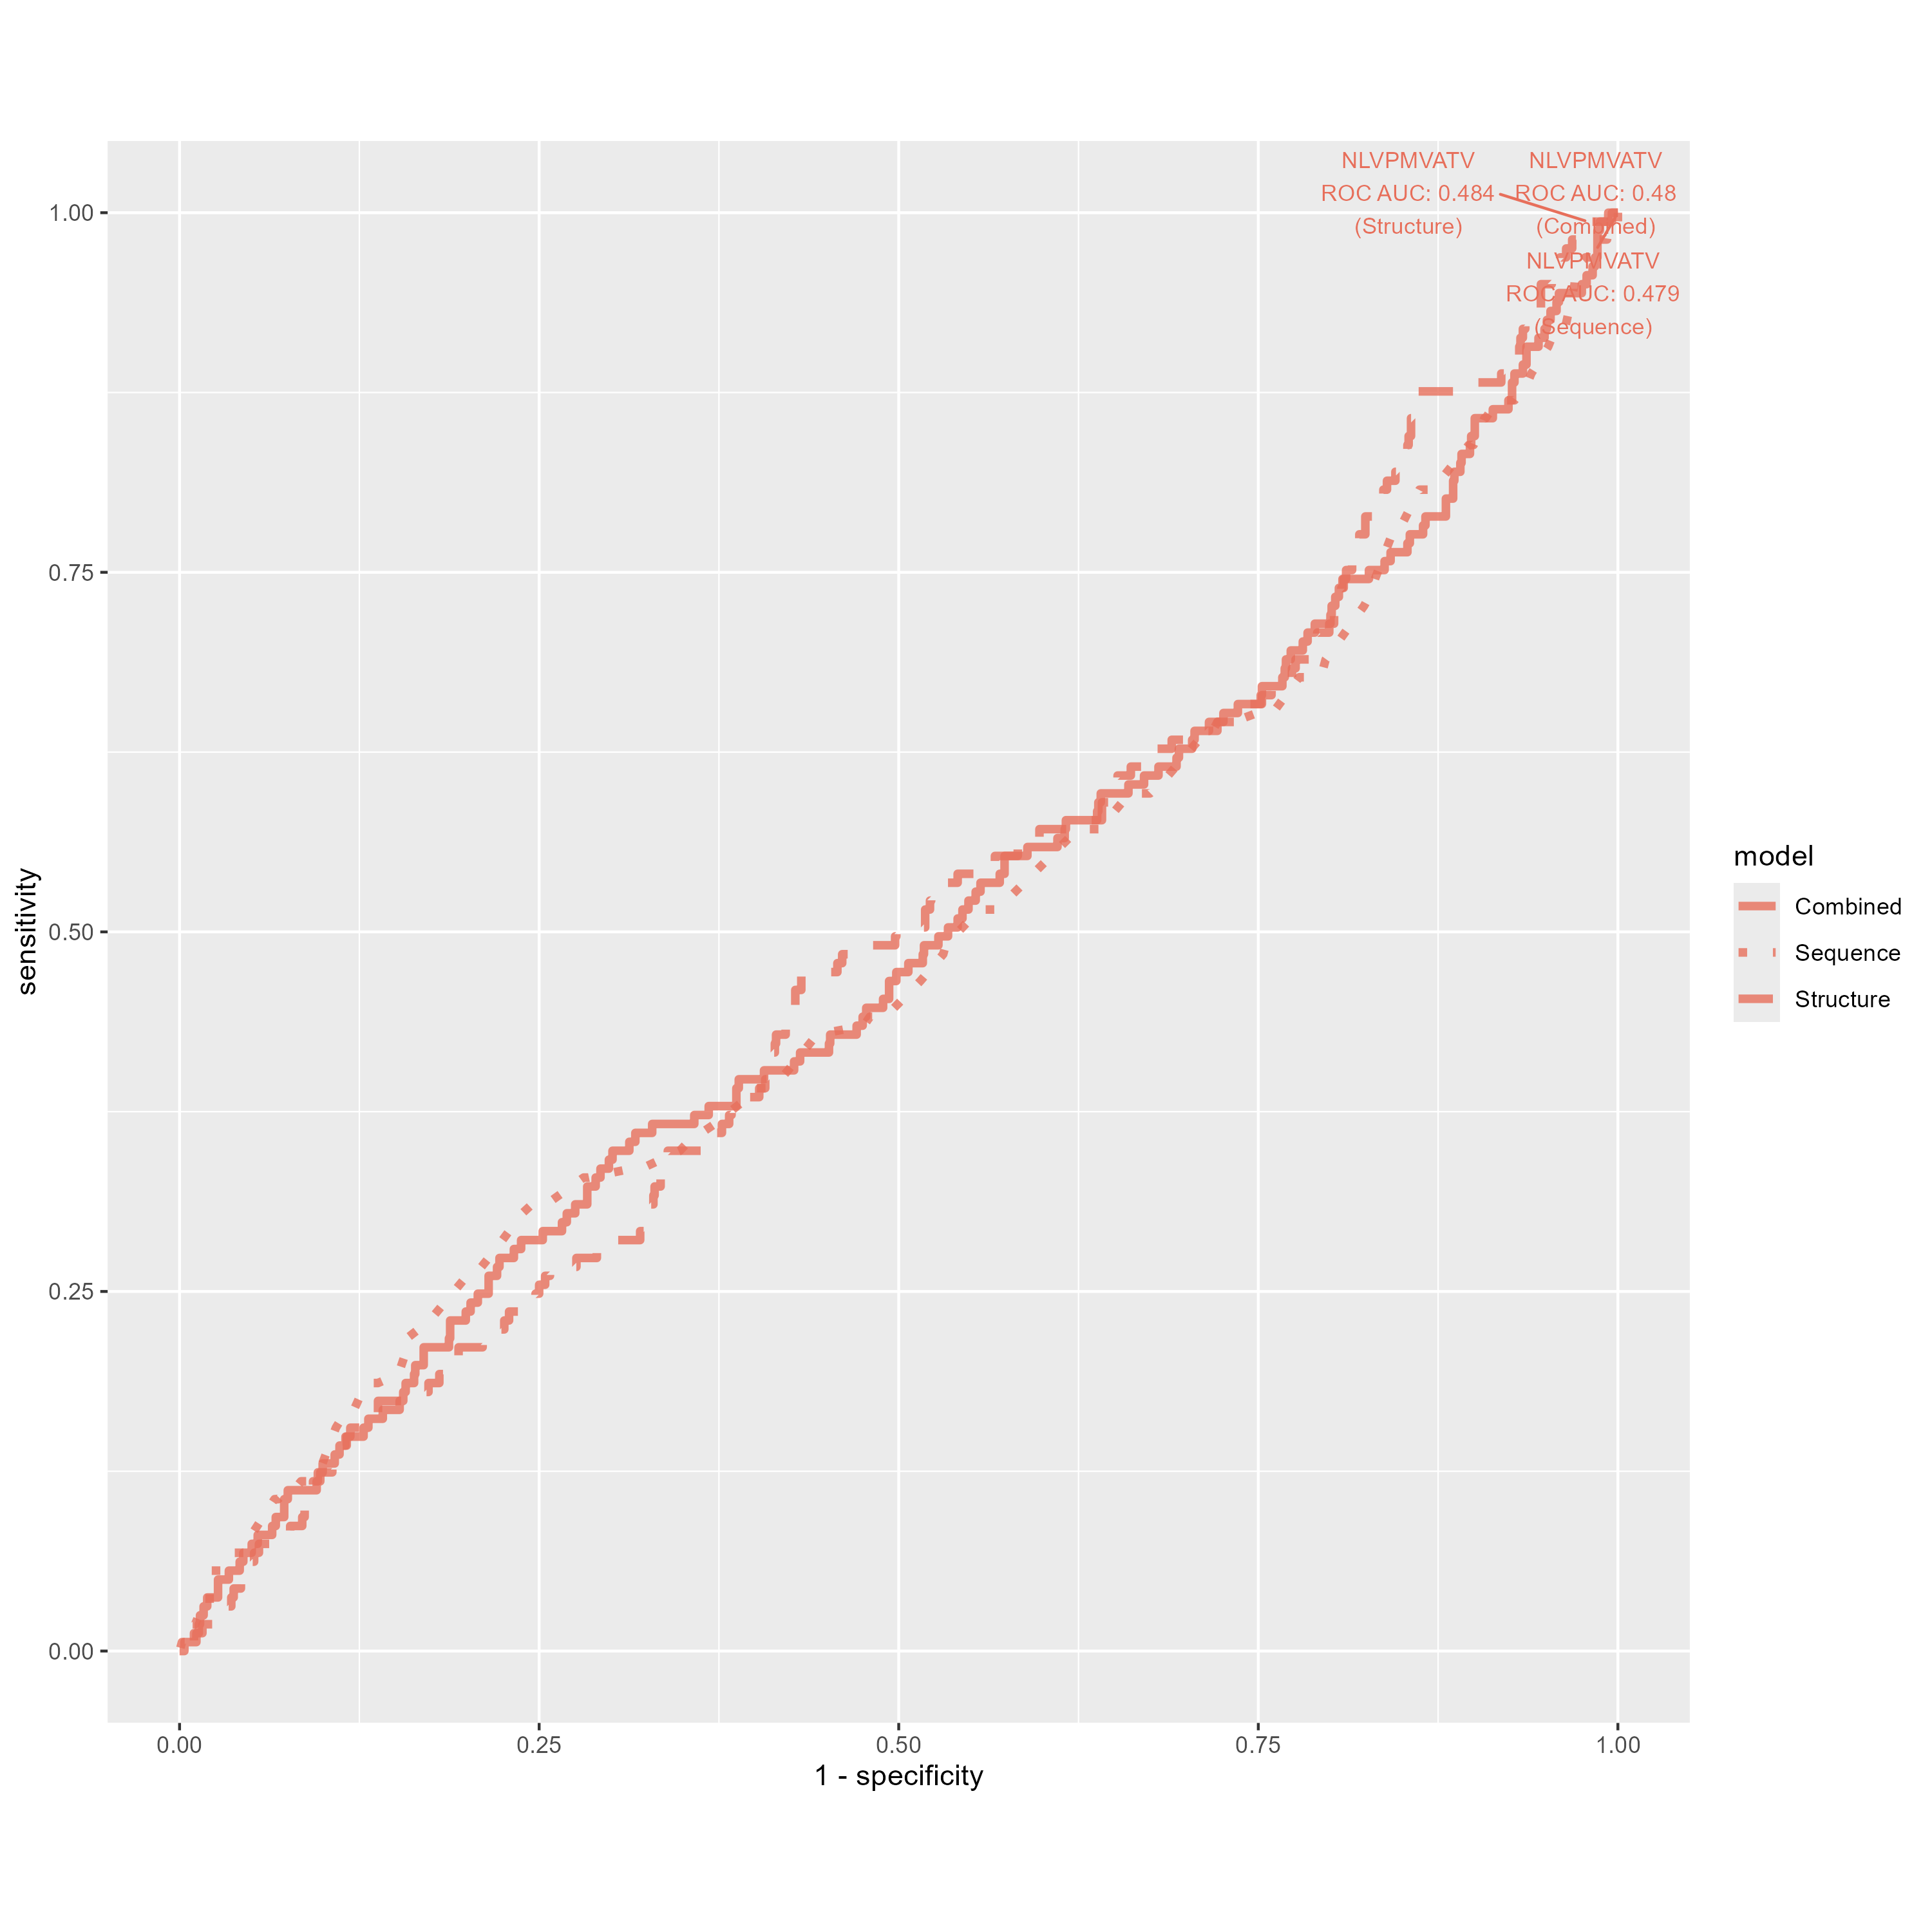 NLVPMVATV
ROC AUC: 0.484
(Structure)
NLVPMVATV
ROC AUC: 0.48
(Combined)
NLVPMVATV
ROC AUC: 0.479
(Sequence)
1.00
0.75
0.50
0.25
0.00
sensitivity
0.00
0.25
0.50
0.75
1.00
1 - specificity
model
Combined
Sequence
Structure